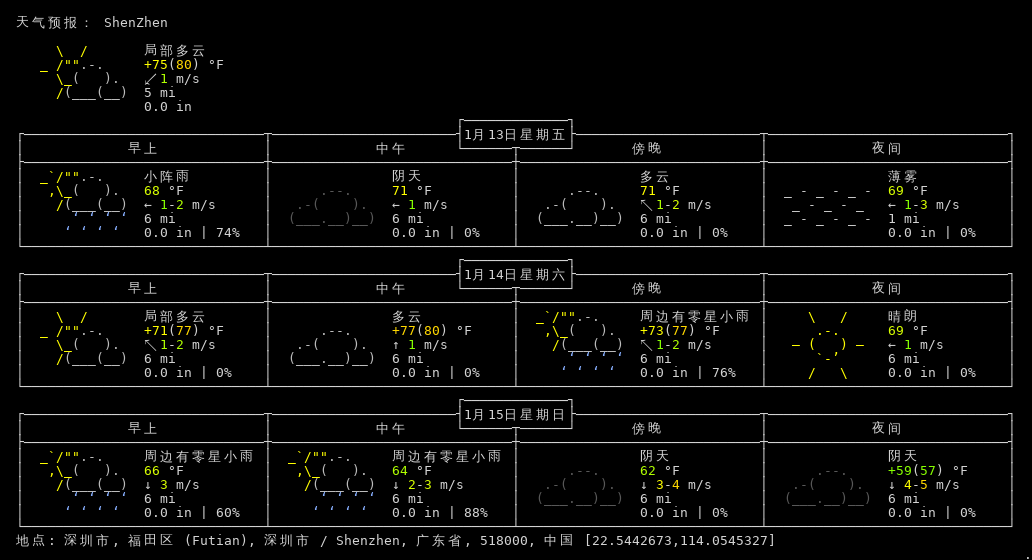 天气预报： ShenZhen
局部多云
+75(80) °F
↙ 1 m/s
5 mi
0.0 in
1月13日星期五
早上 中午 傍晚 夜间
小阵雨 阴天 多云 薄雾
68 °F 71 °F 71 °F 69 °F
← 1-2 m/s ← 1 m/s ↖ 1-2 m/s ← 1-3 m/s
6 mi 6 mi 6 mi 1 mi
0.0 in | 74% 0.0 in | 0% 0.0 in | 0% 0.0 in | 0%
1月14日星期六
早上 中午 傍晚 夜间
局部多云 多云 周边有零星小雨 晴朗
+71(77) °F +77(80) °F +73(77) °F 69 °F
↖ 1-2 m/s ↑ 1 m/s ↖ 1-2 m/s ← 1 m/s
6 mi 6 mi 6 mi 6 mi
0.0 in | 0% 0.0 in | 0% 0.0 in | 76% 0.0 in | 0%
1月15日星期日
早上 中午 傍晚 夜间
周边有零星小雨 周边有零星小雨 阴天 阴天
66 °F 64 °F 62 °F +59(57) °F
↓ 3 m/s ↓ 2-3 m/s ↓ 3-4 m/s ↓ 4-5 m/s
6 mi 6 mi 6 mi 6 mi
0.0 in | 60% 0.0 in | 88% 0.0 in | 0% 0.0 in | 0%
地点: 深圳市, 福田区 (Futian), 深圳市 / Shenzhen, 广东省, 518000, 中国 [22.5442673,114.0545327]